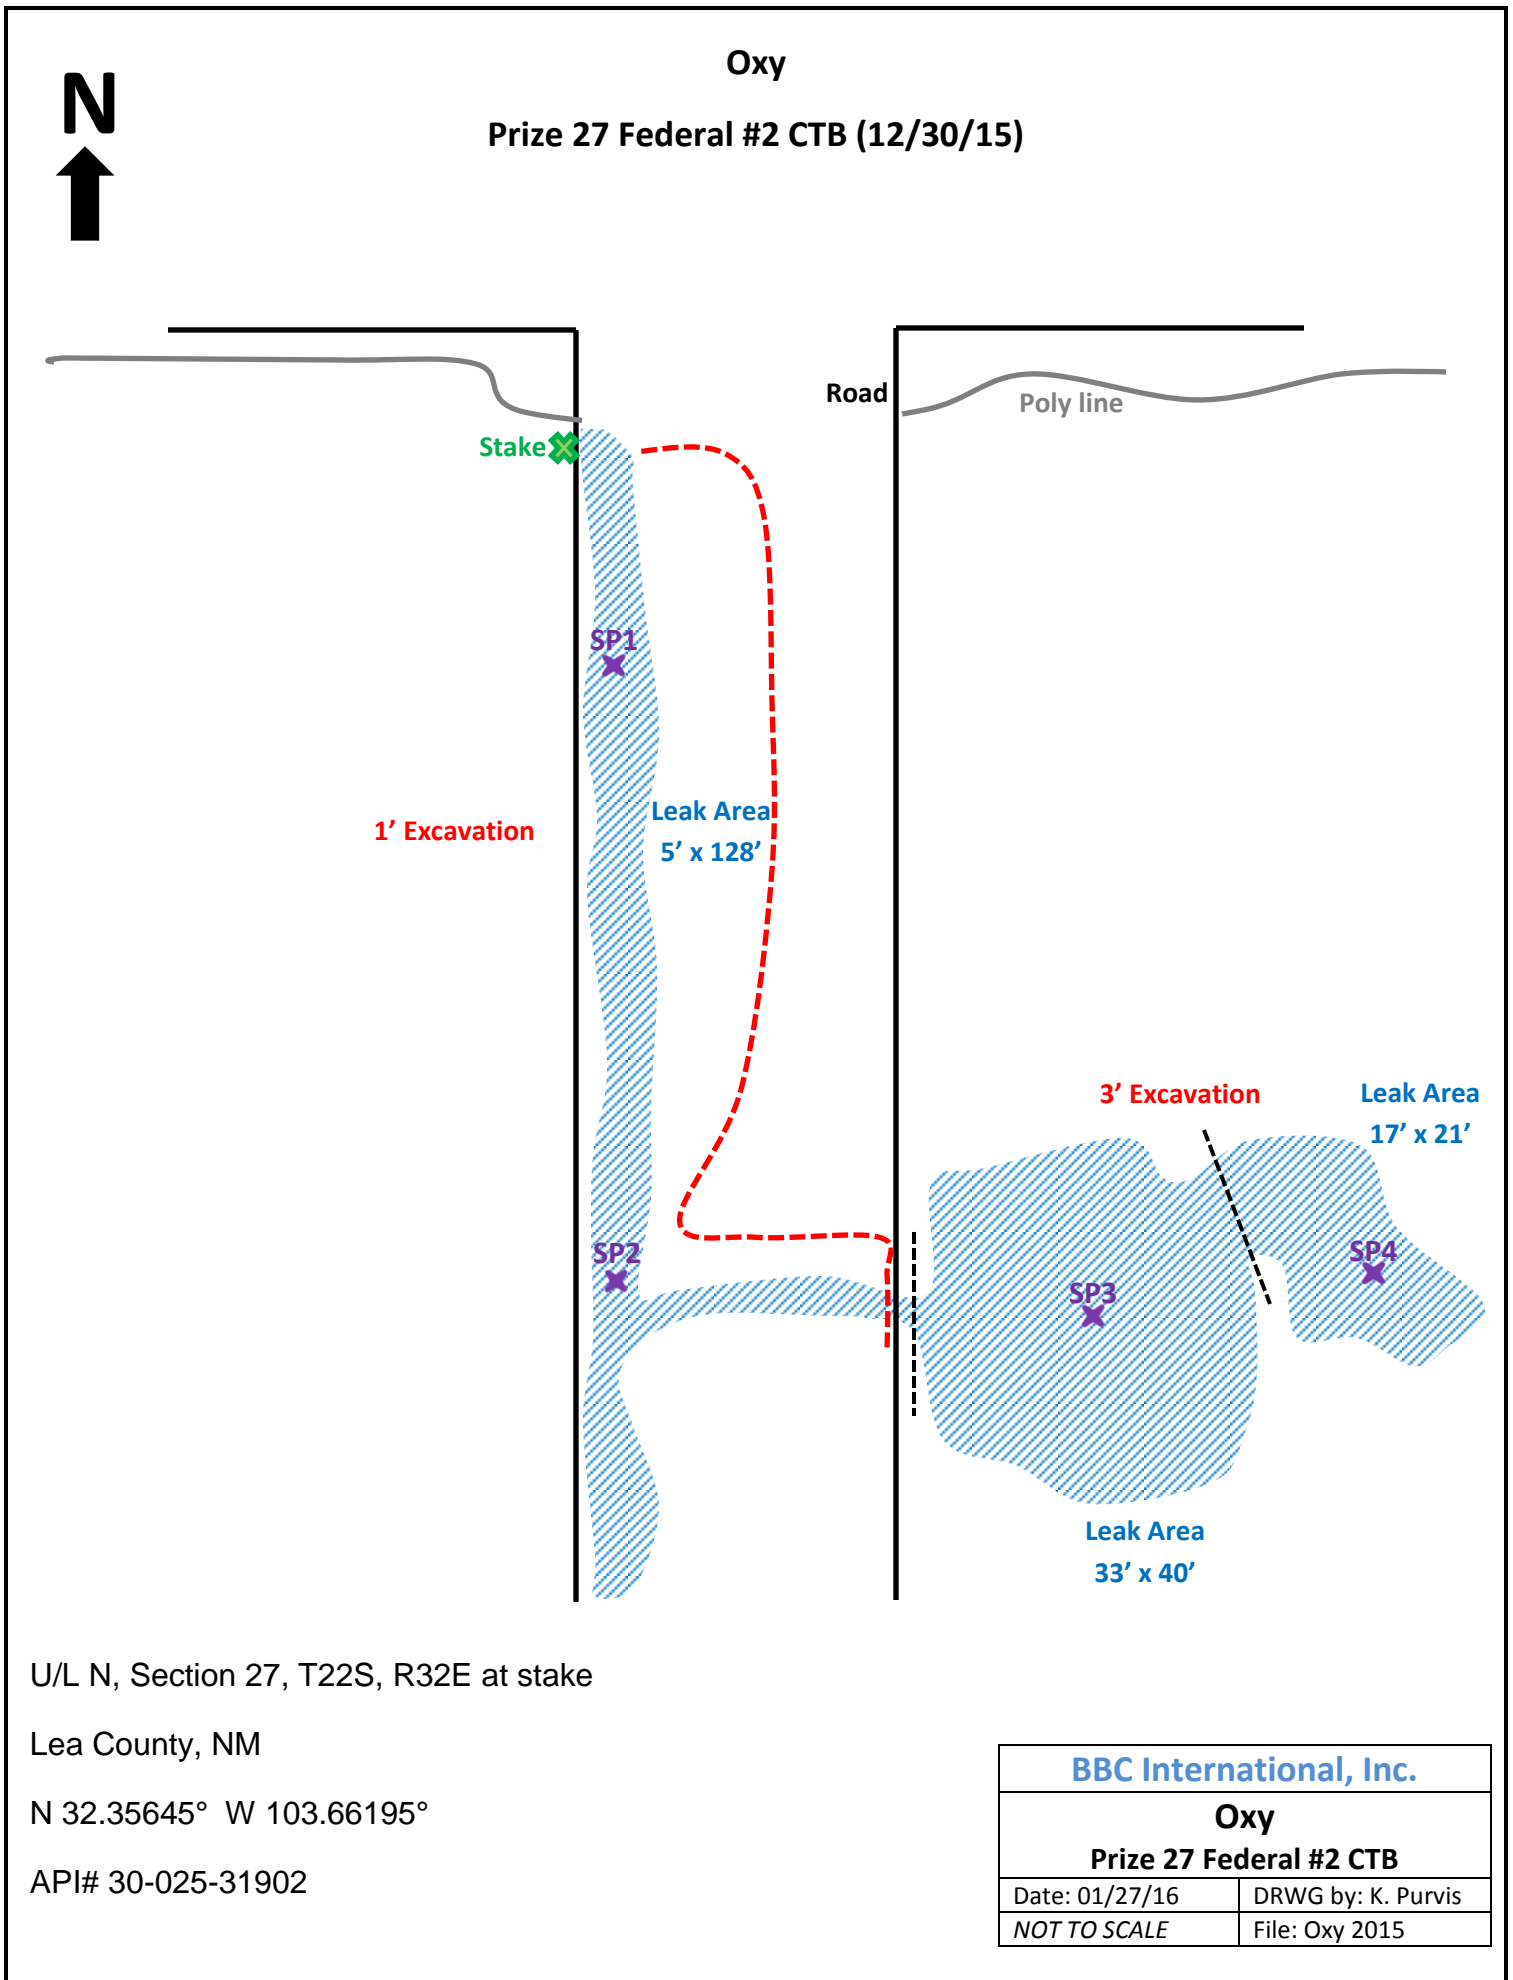 Oxy
N
Prize 27 Federal #2 CTB (12/30/15)
Road
Poly line
Stake
SP1
Leak Area
5’ x 128’
1’ Excavation
3’ Excavation
Leak Area
17’ x 21’
SP2
SP4
SP3
Leak Area
33’ x 40’
U/L N, Section 27, T22S, R32E at stake
Lea County, NM
N 32.35645° W 103.66195°
API# 30-025-31902
BBC International, Inc.
Oxy
Prize 27 Federal #2 CTB
Date: 01/27/16
DRWG by: K. Purvis
NOT TO SCALE
File: Oxy 2015